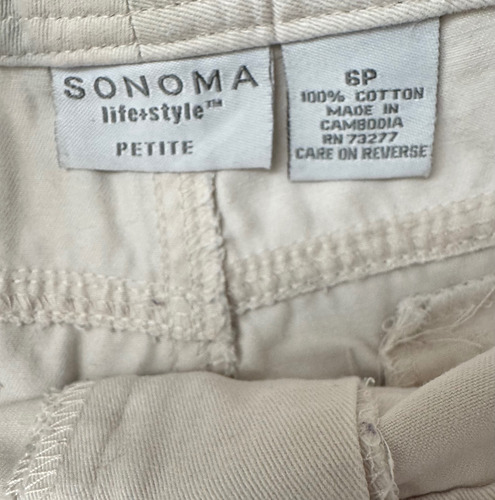 SONOMA
life+style™
PETITE
6P
100% COTTON
MADE IN
CAMBODIA
RN 73277
CARE ON REVERSE